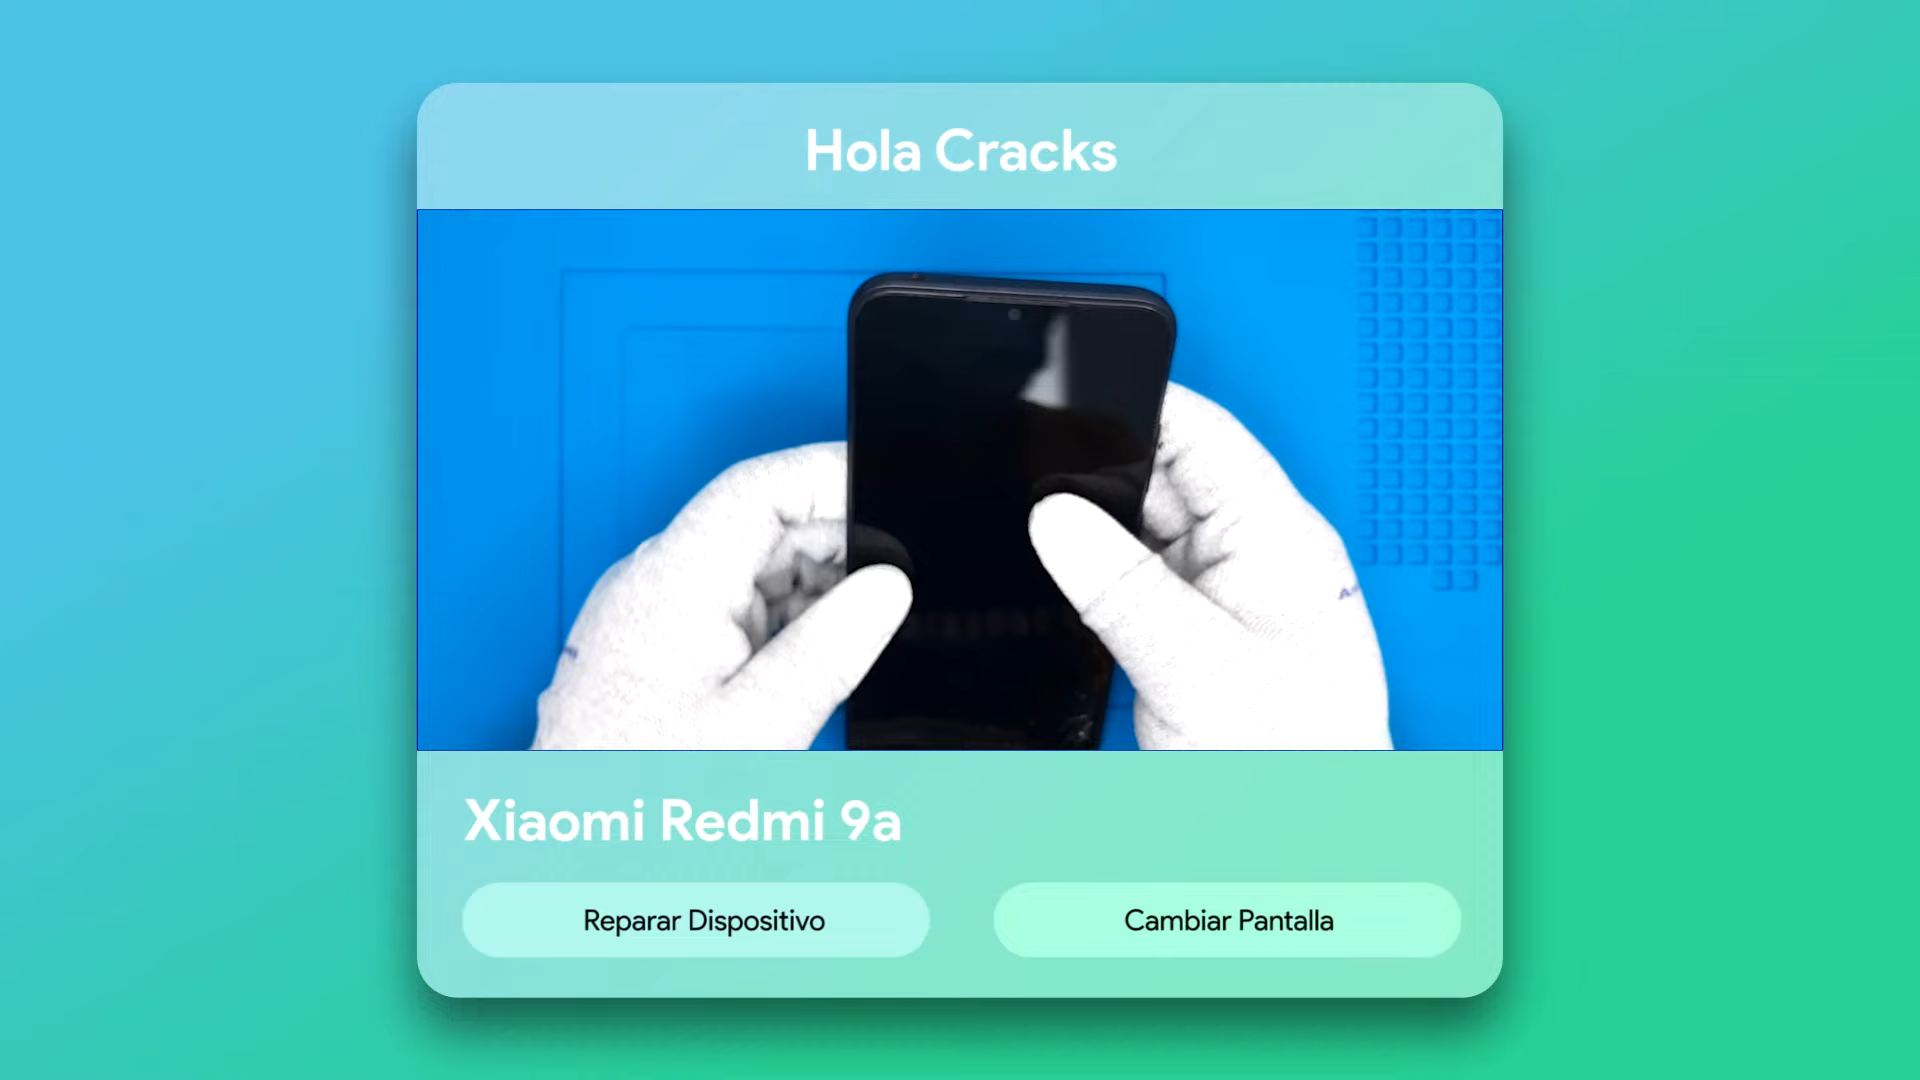 Hola Cracks
Xiaomi Redmi 9a
Reparar Dispositivo
Cambiar Pantalla